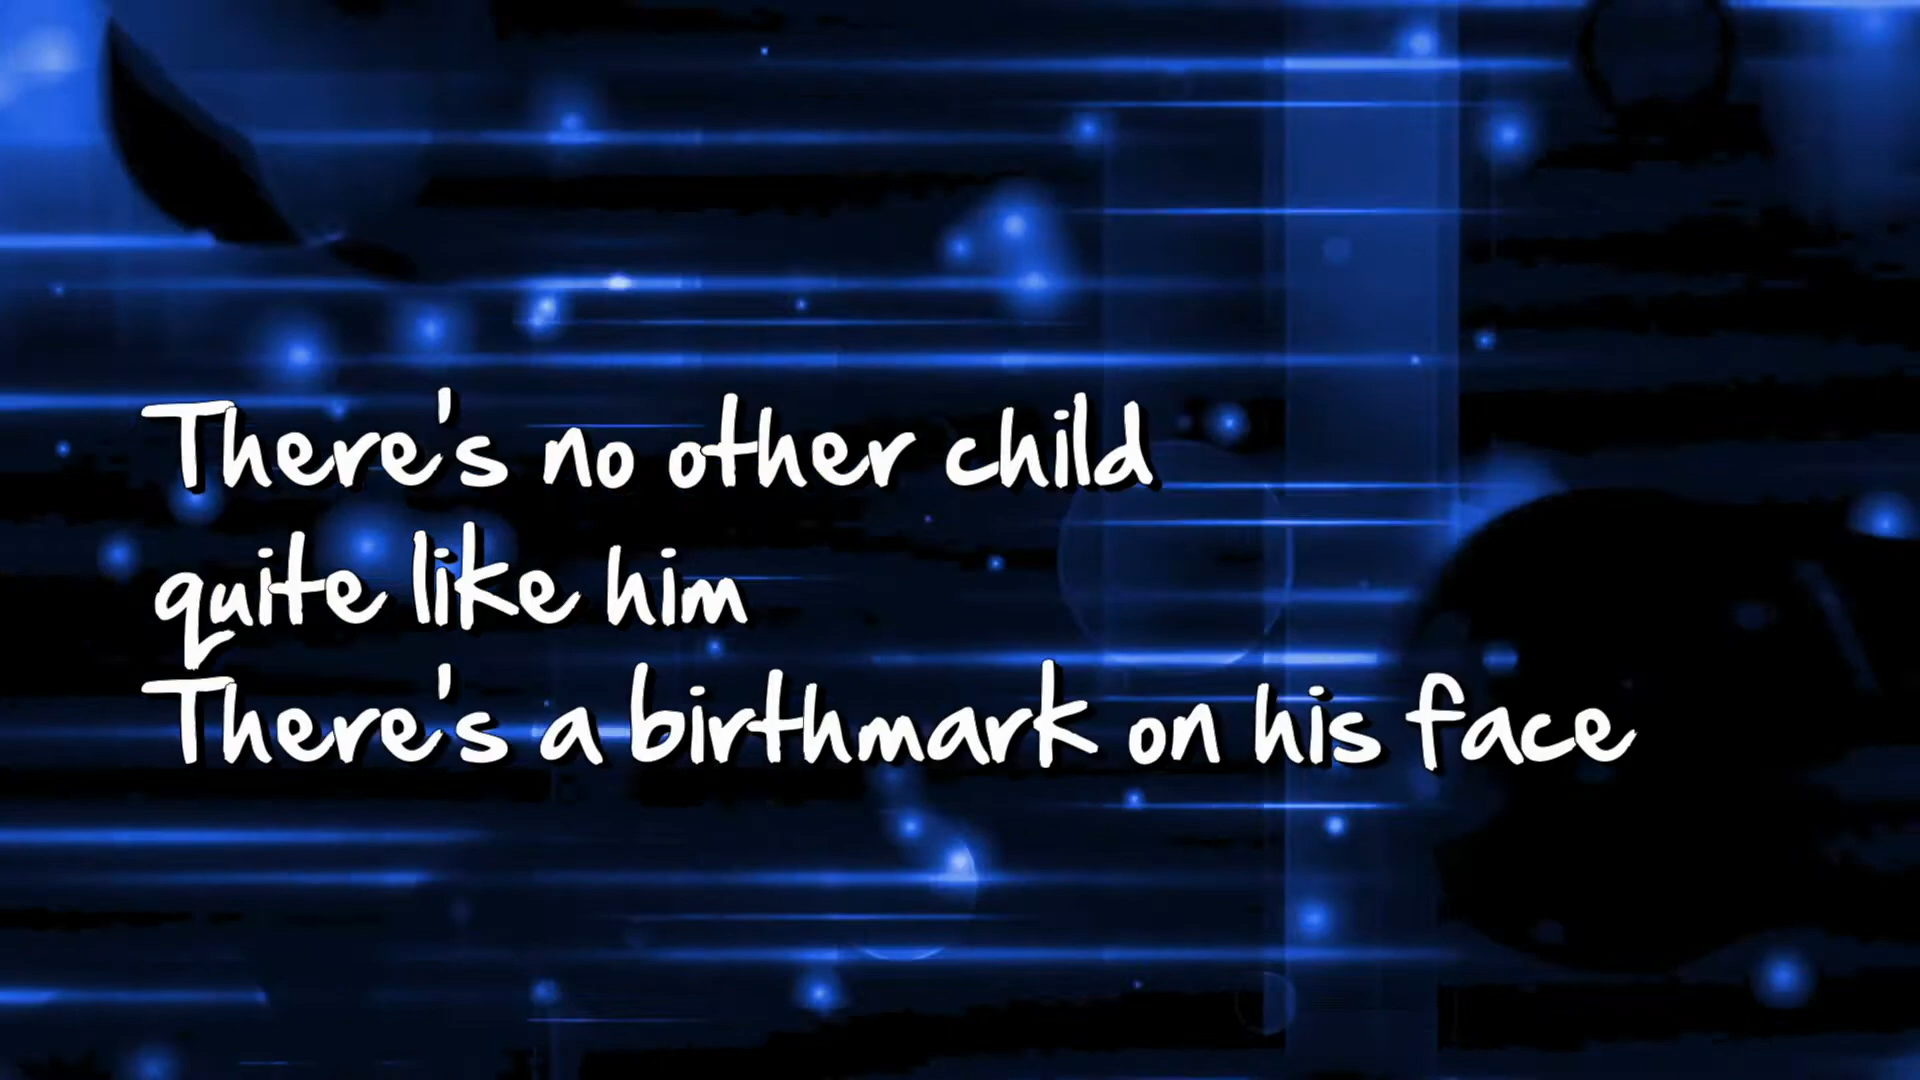 There's no other child
quite like him
There's a birthmark on his face